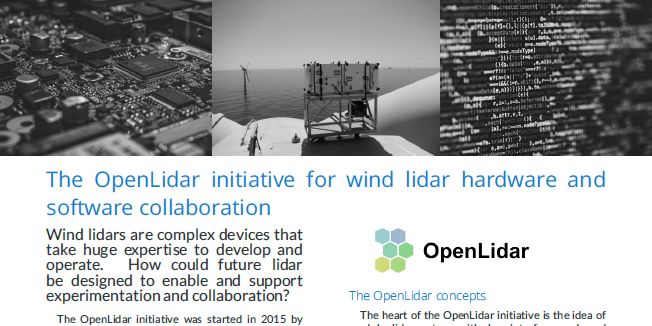 The OpenLidar initiative for wind lidar hardware and
software collaboration
Wind lidars are complex devices that
take huge expertise to develop and
operate. How could future lidar
be designed to enable and support
experimentation and collaboration?
The OpenLidar initiative was started in 2015 by
OpenLidar
The OpenLidar concepts
The heart of the OpenLidar initiative is the idea of